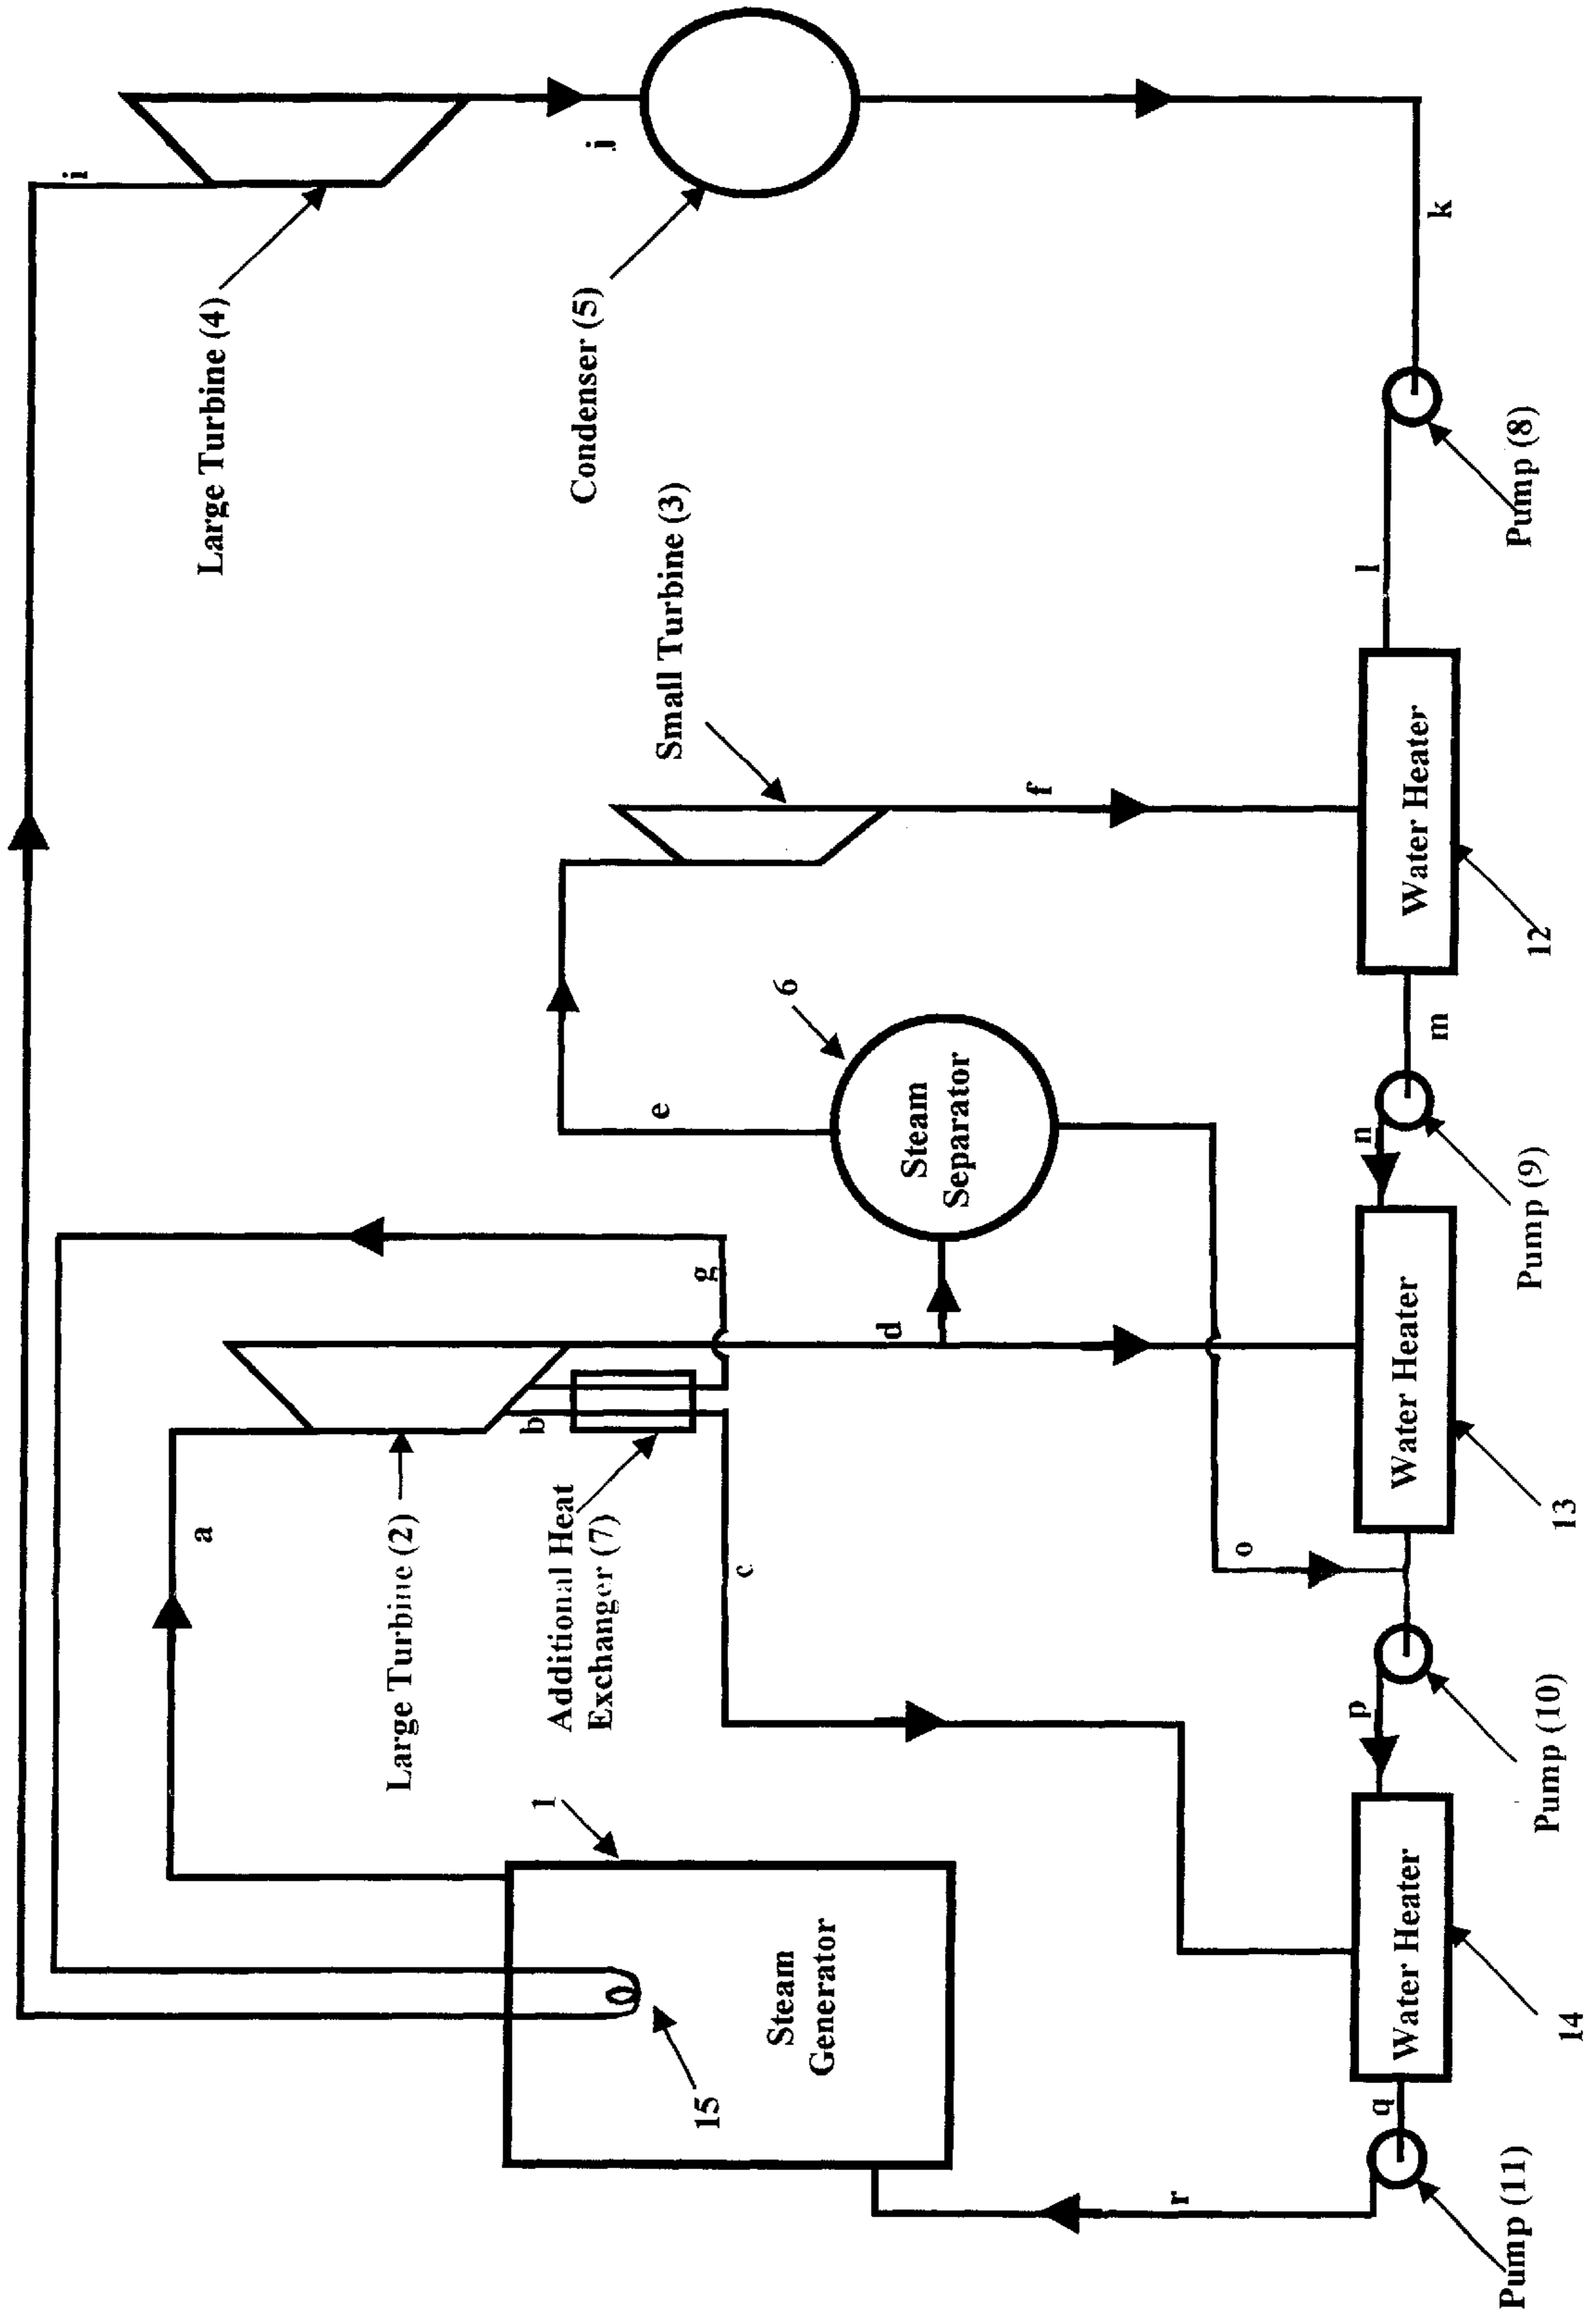 i
Large Turbine (4)
j
Condenser (5)
k
Pump (8)
l
Small Turbine (3)
f
Water Heater
12
m
Pump (9)
n
6
e
Steam
Separator
g
d
b
Water Heater
13
o
a
Large Turbine (2)
Additional Heat
Exchanger (7)
c
Pump (10)
p
1
Steam
Generator
15
Water Heater
14
q
r
Pump (11)